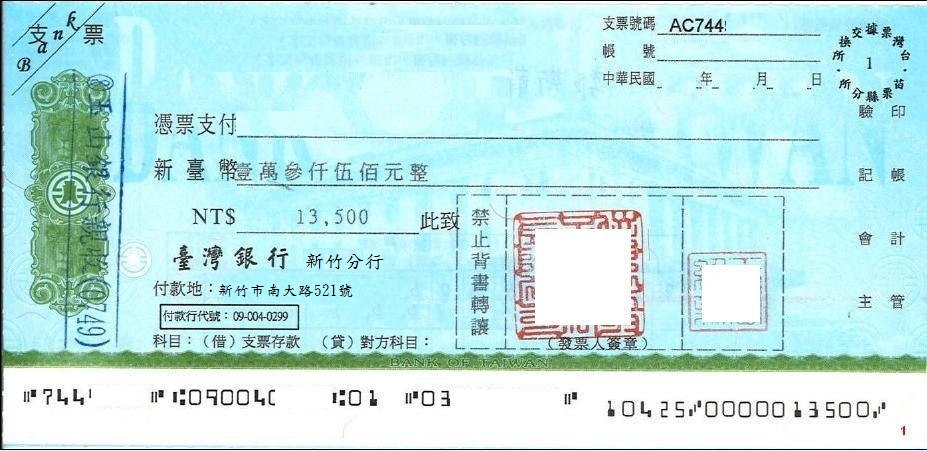 支票
Bank
支票號碼 AC744
帳 號
中華民國 年 月 日
台灣票據交換所
1
苗票縣分所
憑票支付
新臺幣壹萬參仟伍佰元整
NT$ 13,500 此致
臺灣銀行 新竹分行
付款地：新竹市南大路521號
付款行代號：09-004-0299
科目：（借）支票存款 （貸）對方科目：
禁止背書轉讓
（發票人簽章）
驗印
記帳
會計
主管
BANK OF TAIWAN
⑈744 ⑈⑆09004 ⑆01 ⑈03 ⑈ 10425⑇0000013500⑇
1